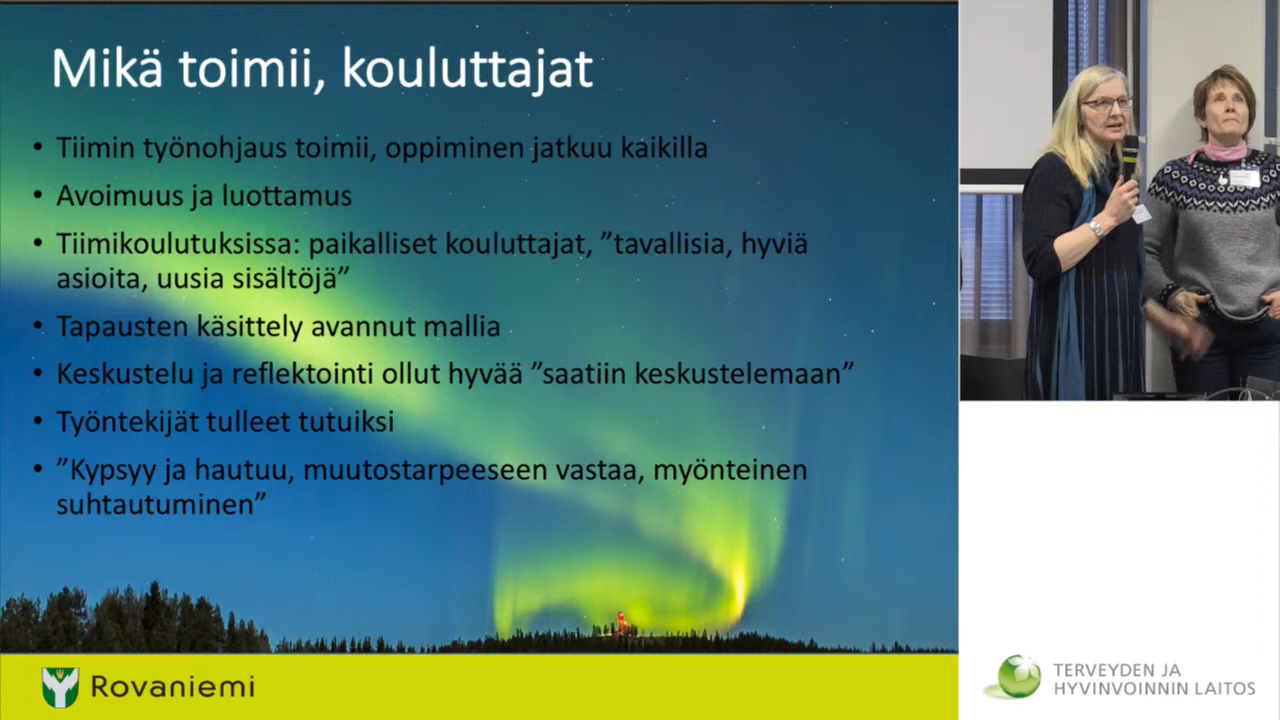 Mikä toimii, kouluttajat
• Tiimin työnohjaus toimii, oppiminen jatkuu kaikilla
• Avoimuus ja luottamus
• Tiimikoulutuksissa: paikalliset kouluttajat, ”tavallisia, hyviä
asioita, uusia sisältöjä”
• Tapausten käsittely avannut mallia
• Keskustelu ja reflektointi ollut hyvää ”saatiin keskustelemaan”
• Työntekijät tulleet tutuiksi
• ”Kypsyy ja hautuu, muutostarpeeseen vastaa, myönteinen
suhtautuminen”
Rovaniemi
TERVEYDEN JA
HYVINVOINNIN LAITOS